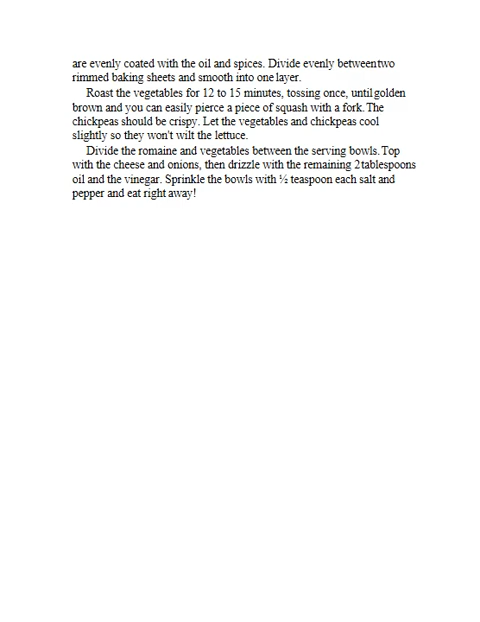 are evenly coated with the oil and spices. Divide evenly between two
rimmed baking sheets and smooth into one layer.
Roast the vegetables for 12 to 15 minutes, tossing once, until golden
brown and you can easily pierce a piece of squash with a fork. The
chickpeas should be crispy. Let the vegetables and chickpeas cool
slightly so they won't wilt the lettuce.
Divide the romaine and vegetables between the serving bowls. Top
with the cheese and onions, then drizzle with the remaining 2 tablespoons
oil and the vinegar. Sprinkle the bowls with ½ teaspoon each salt and
pepper and eat right away!